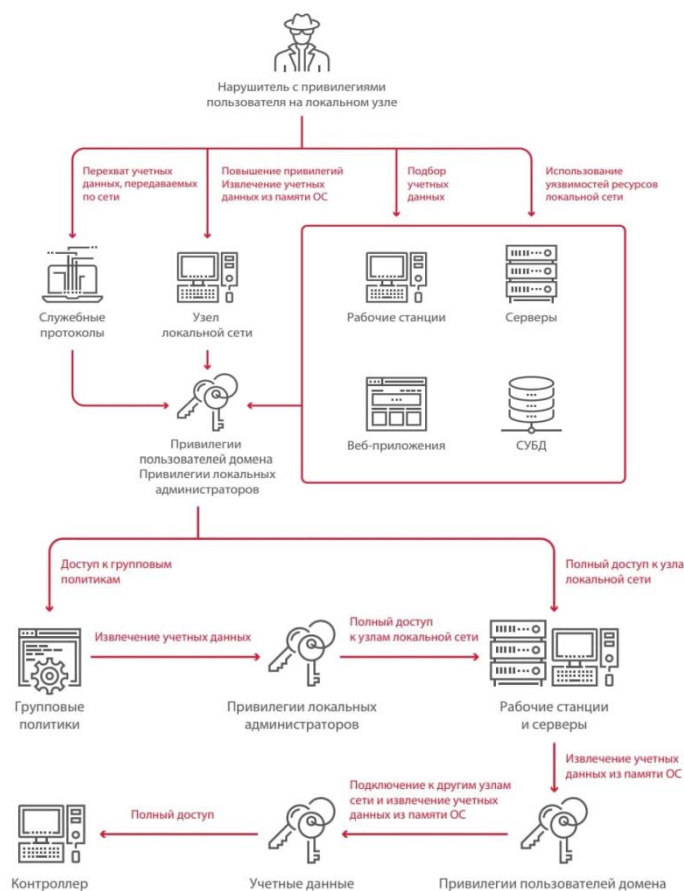 Нарушитель с привилегиями
пользователя на локальном узле
Перехват учетных
данных, передаваемых
по сети
Повышение привилегий
Извлечение учетных
данных из памяти ОС
Подбор
учетных
данных
Использование
уязвимостей ресурсов
локальной сети
Служебные
протоколы
Узел
локальной сети
Рабочие станции
Серверы
Привилегии
пользователей домена
Привилегии локальных
администраторов
Веб-приложения
СУБД
Доступ к групповым
политикам
Полный доступ к узла
локальной сети
Извлечение учетных данных
Полный доступ
к узлам локальной сети
Групповые
политики
Привилегии локальных
администраторов
Рабочие станции
и серверы
Извлечение учетных
данных из памяти ОС
Подключение к другим узлам
сети и извлечение учетных
данных из памяти ОС
Полный доступ
Контроллер
Учетные данные
Привилегии пользователей домена